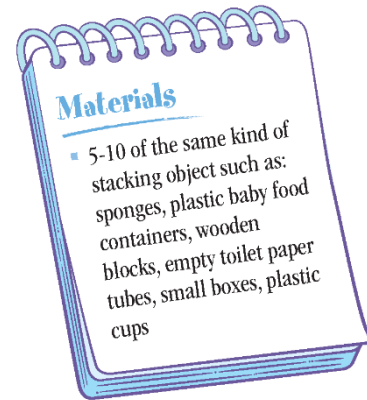 Materials
▪ 5-10 of the same kind of
stacking object such as:
sponges, plastic baby food
containers, wooden
blocks, empty toilet paper
tubes, small boxes, plastic
cups